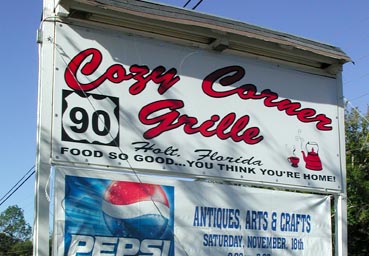 Cozy Corner
90
Grille
Holt, Florida
FOOD SO GOOD...YOU THINK YOU'RE HOME!
PEPSI
ANTIQUES, ARTS & CRAFTS
SATURDAY, NOVEMBER, 18th